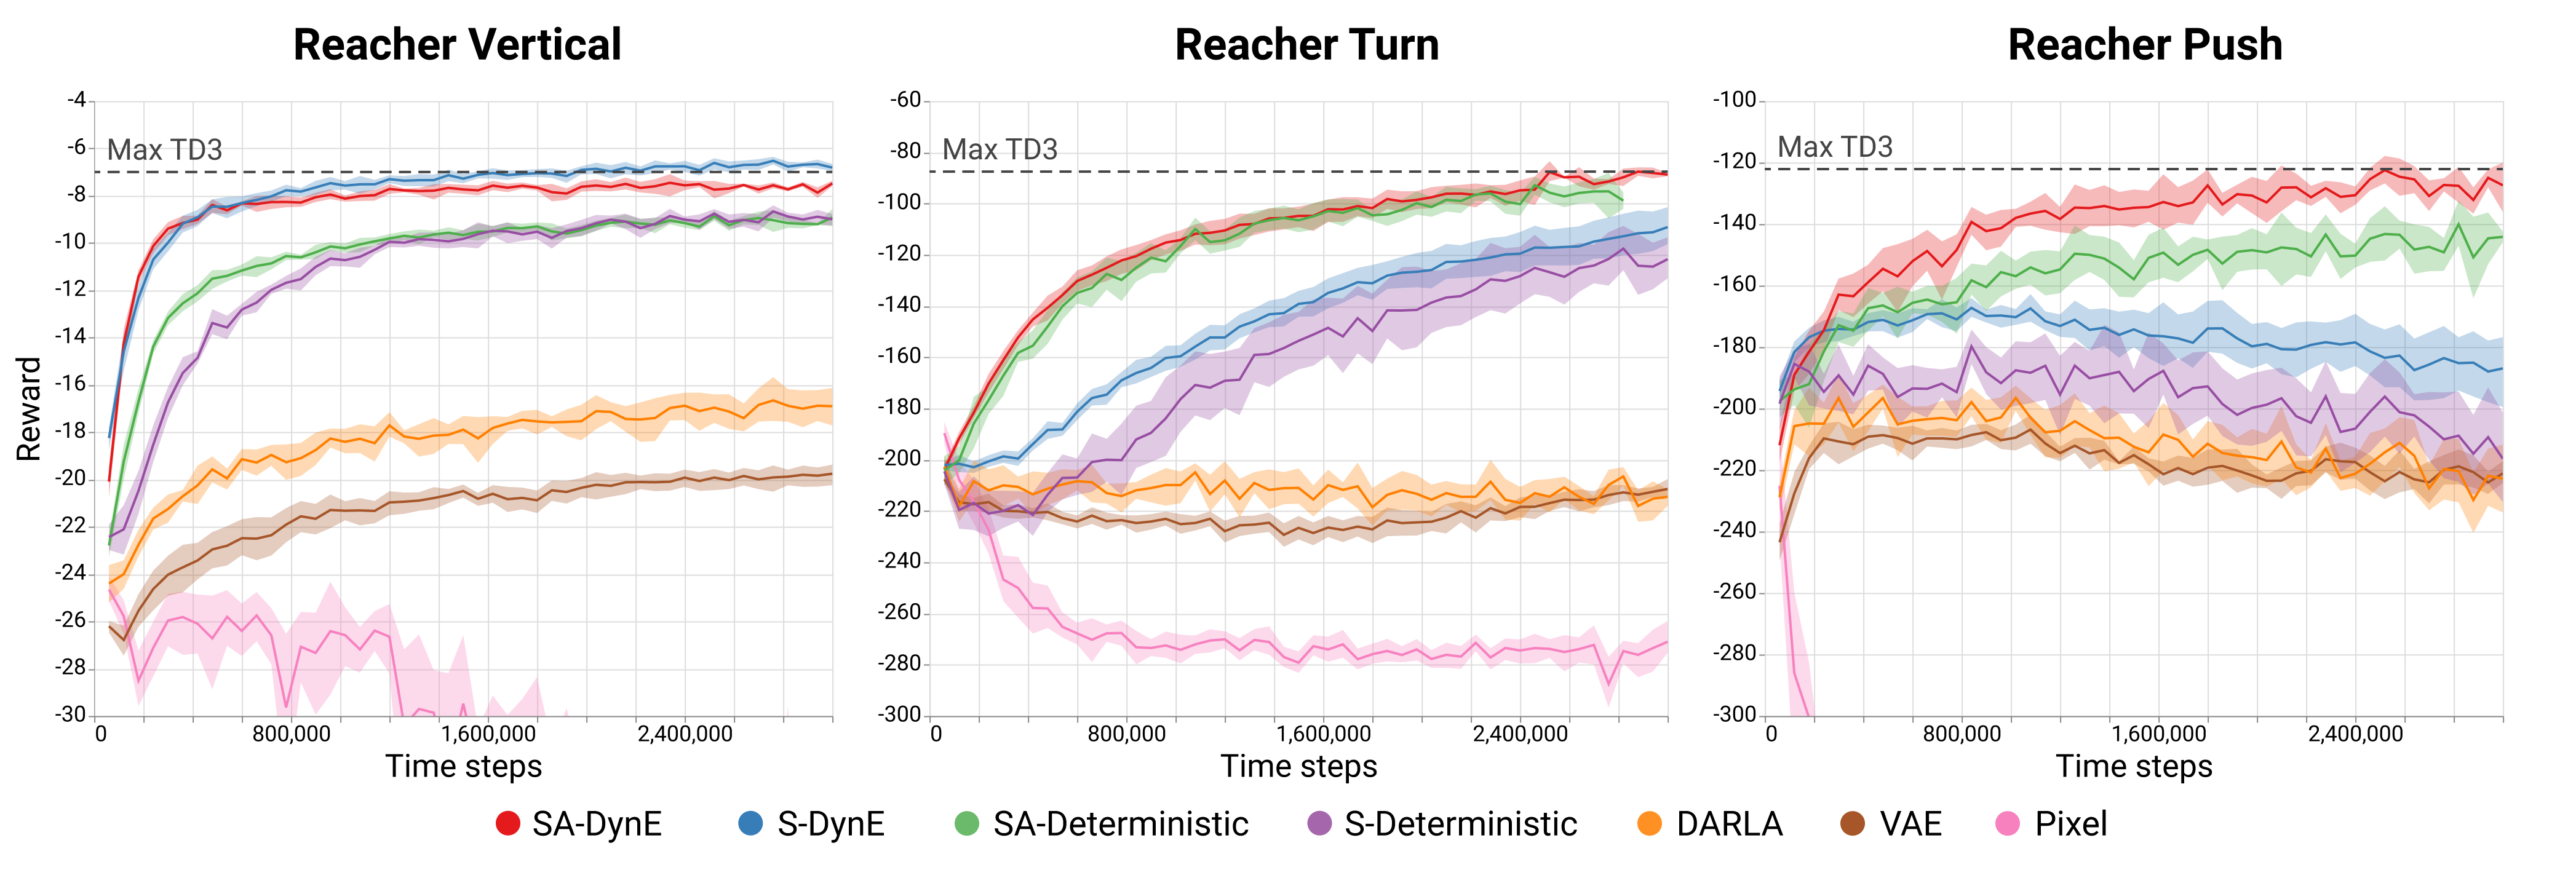 Reacher Vertical
Reacher Turn
Reacher Push
Reward
-4
-6
-8
-10
-12
-14
-16
-18
-20
-22
-24
-26
-28
-30
Max TD3
0
800,000
1,600,000
2,400,000
Time steps
-60
-80
-100
-120
-140
-160
-180
-200
-220
-240
-260
-280
-300
Max TD3
0
800,000
1,600,000
2,400,000
Time steps
-100
-120
-140
-160
-180
-200
-220
-240
-260
-280
-300
Max TD3
0
800,000
1,600,000
2,400,000
Time steps
SA-DynE
S-DynE
SA-Deterministic
S-Deterministic
DARLA
VAE
Pixel